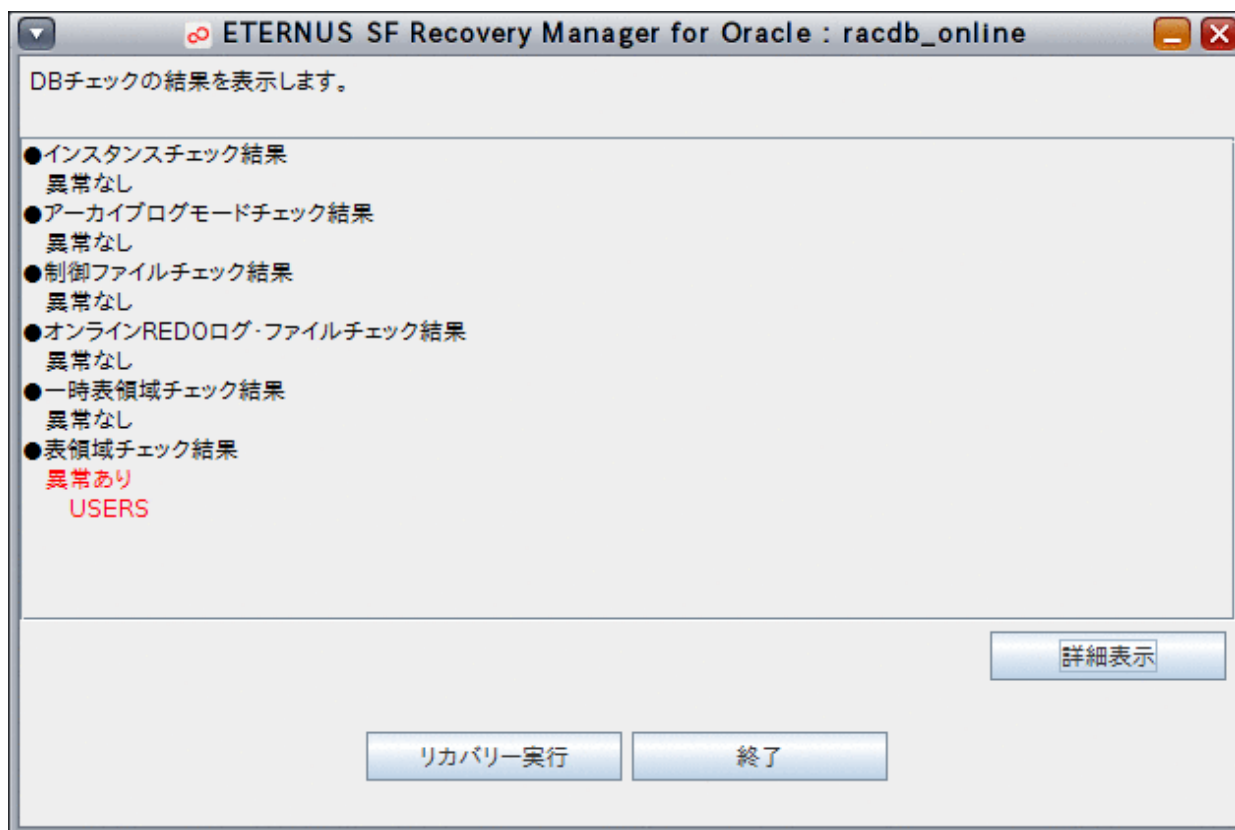 ETERNUS SF Recovery Manager for Oracle : racdb_online
DBチェックの結果を表示します。
●インスタンスチェック結果
異常なし
●アーカイブログモードチェック結果
異常なし
●制御ファイルチェック結果
異常なし
●オンラインREDOログ・ファイルチェック結果
異常なし
●一時表領域チェック結果
異常なし
●表領域チェック結果
異常あり
USERS
詳細表示
リカバリー実行
終了